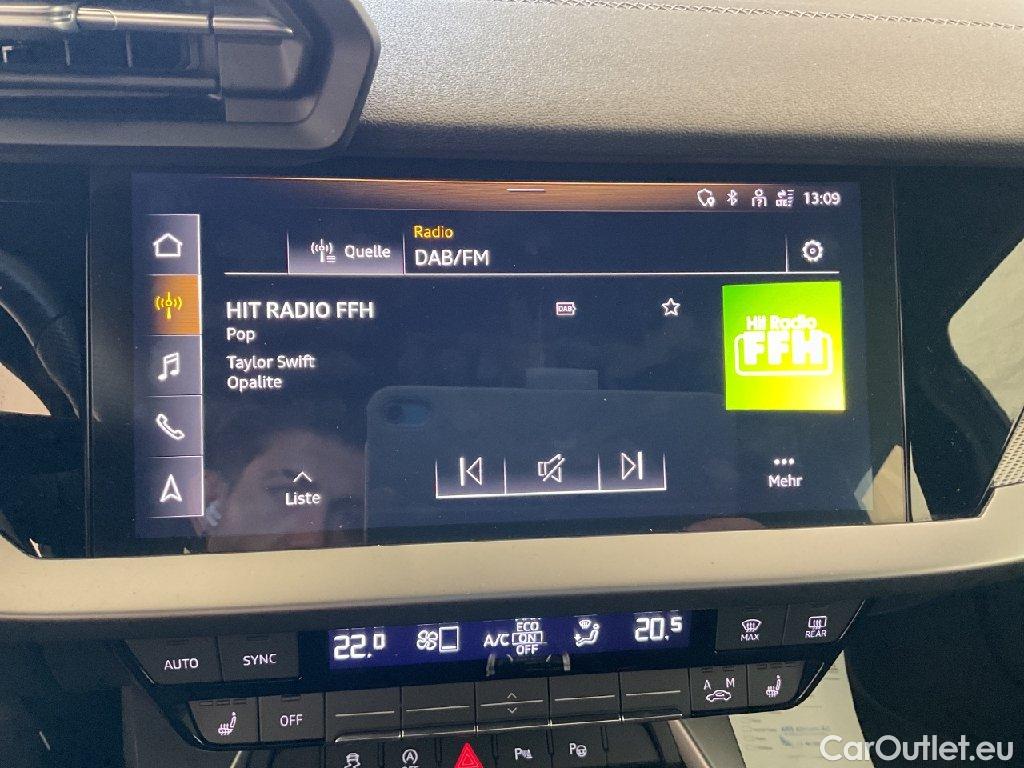 13:09
Quelle
Radio
DAB/FM
HIT RADIO FFH
DAB
Pop
Taylor Swift
Opalite
Hit Radio
FFH
Liste
Mehr
AUTO
SYNC
22.0
A/C
ECO
ON
OFF
20.5
MAX
REAR
OFF
A M
CarOutlet.eu